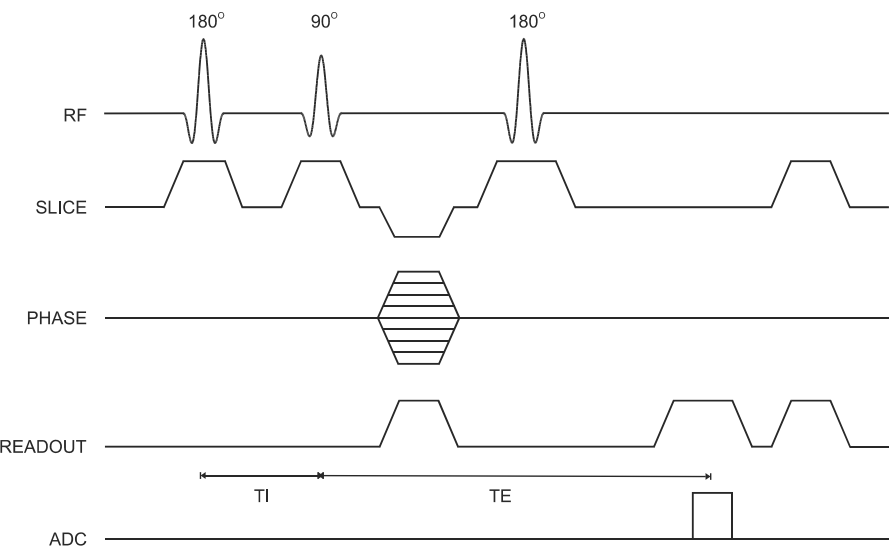 180° 90° 180°
RF
SLICE
PHASE
READOUT
TI TE
ADC